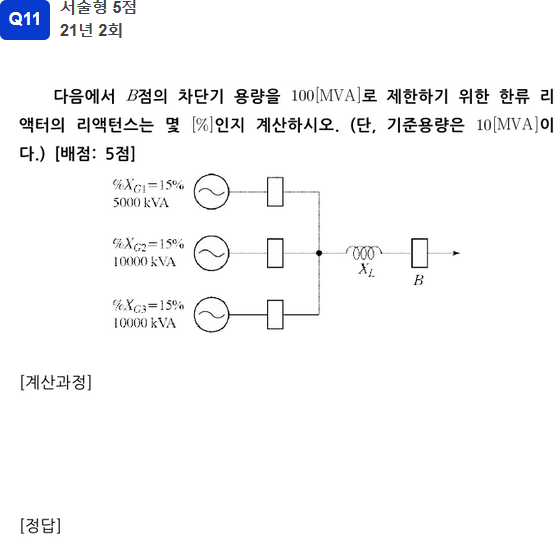 Q11
서술형 5점
21년 2회
다음에서 B점의 차단기 용량을 100[MVA]로 제한하기 위한 한류 리
액터의 리액턴스는 몇 [%]인지 계산하시오. (단, 기준용량은 10[MVA]이
다.) [배점: 5점]
%X_{G1}=15%
5000 kVA
%X_{G2}=15%
10000 kVA
X_L
B
%X_{G3}=15%
10000 kVA
[계산과정]
[정답]